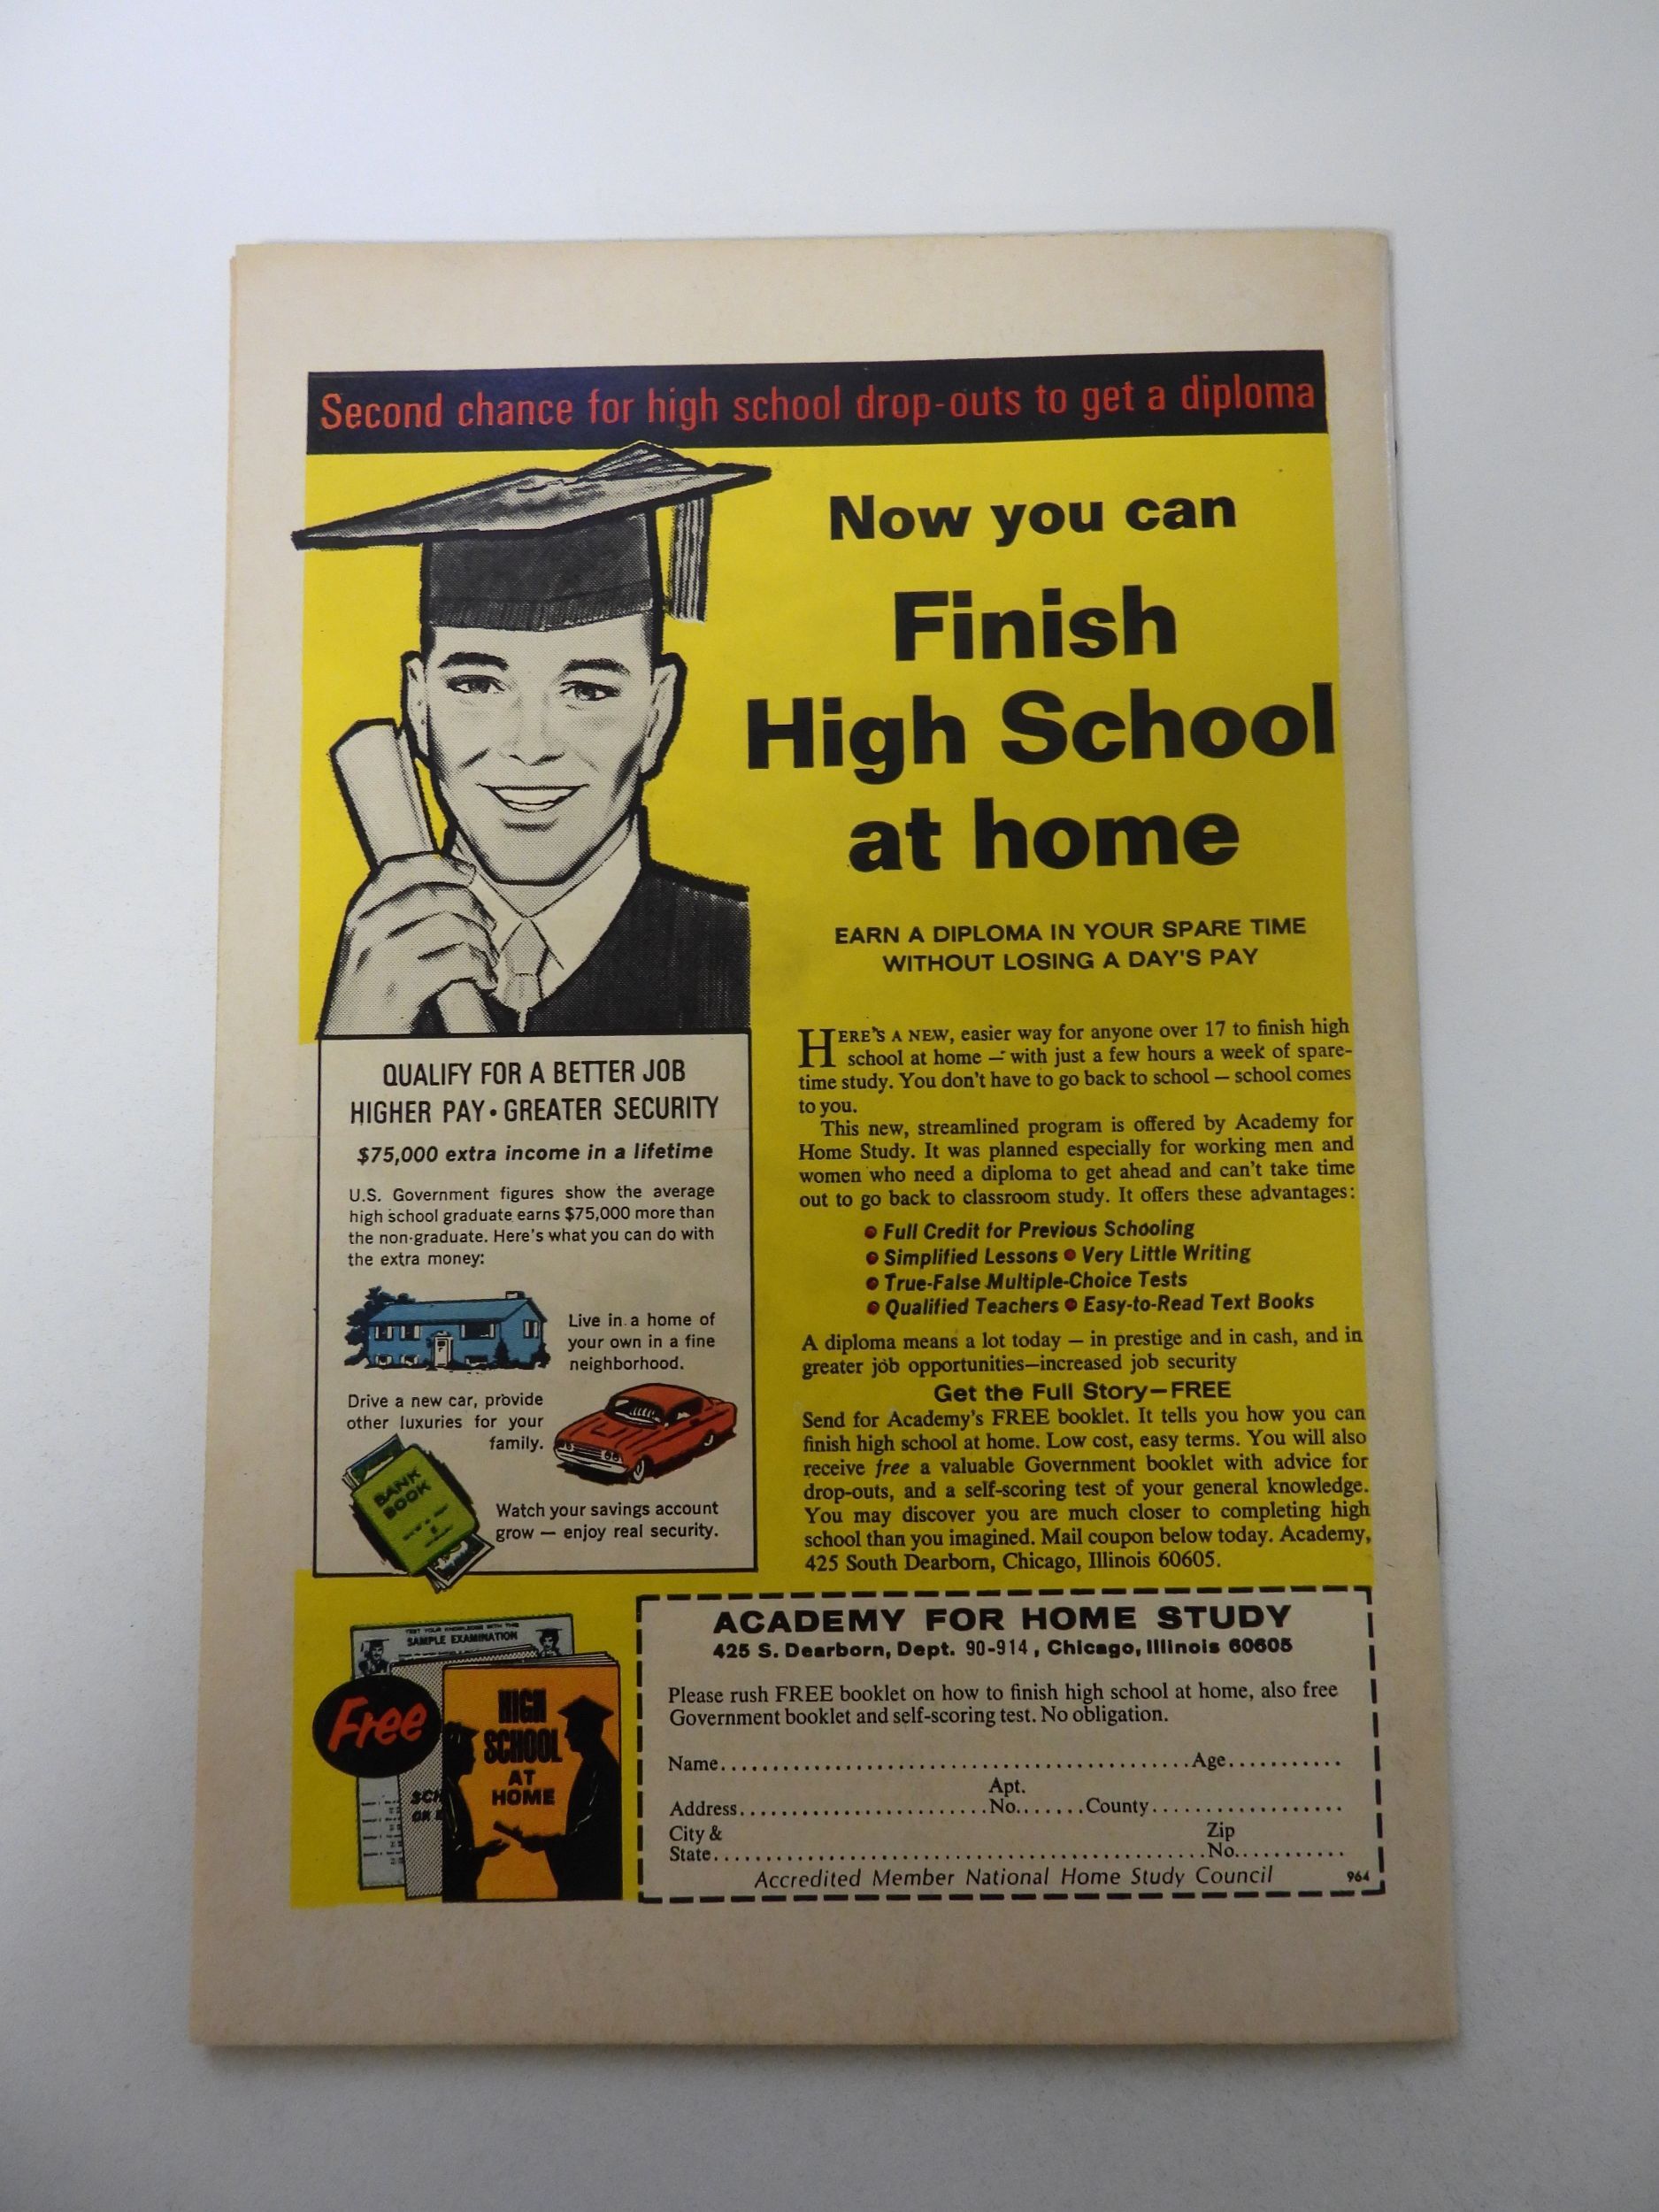 Second chance for high school drop-outs to get a diploma
Now you can
Finish
High School
at home
EARN A DIPLOMA IN YOUR SPARE TIME
WITHOUT LOSING A DAY'S PAY
HERE'S A NEW, easier way for anyone over 17 to finish high
school at home — with just a few hours a week of spare-
time study. You don't have to go back to school — school comes
to you.
This new, streamlined program is offered by Academy for
Home Study. It was planned especially for working men and
women who need a diploma to get ahead and can't take time
out to go back to classroom study. It offers these advantages:
• Full Credit for Previous Schooling
• Simplified Lessons • Very Little Writing
• True-False Multiple-Choice Tests
• Qualified Teachers • Easy-to-Read Text Books
A diploma means a lot today — in prestige and in cash, and in
greater job opportunities—increased job security
Get the Full Story—FREE
Send for Academy's FREE booklet. It tells you how you can
finish high school at home. Low cost, easy terms. You will also
receive free a valuable Government booklet with advice for
drop-outs, and a self-scoring test of your general knowledge.
You may discover you are much closer to completing high
school than you imagined. Mail coupon below today. Academy,
425 South Dearborn, Chicago, Illinois 60605.
QUALIFY FOR A BETTER JOB
HIGHER PAY • GREATER SECURITY
$75,000 extra income in a lifetime
U.S. Government figures show the average
high school graduate earns $75,000 more than
the non-graduate. Here's what you can do with
the extra money:
Live in a home of
your own in a fine
neighborhood.
Drive a new car, provide
other luxuries for your
family.
BANK
BOOK
Watch your savings account
grow — enjoy real security.
TEST YOUR KNOWLEDGE WITH THIS
SAMPLE EXAMINATION
Free
HIGH
SCHOOL
AT
HOME
ACADEMY FOR HOME STUDY
425 S. Dearborn, Dept. 90-914, Chicago, Illinois 60605
Please rush FREE booklet on how to finish high school at home, also free
Government booklet and self-scoring test. No obligation.
Name..............................Age............
Apt.
Address..............No.......County..............
City & Zip
State..............................No............
Accredited Member National Home Study Council 964